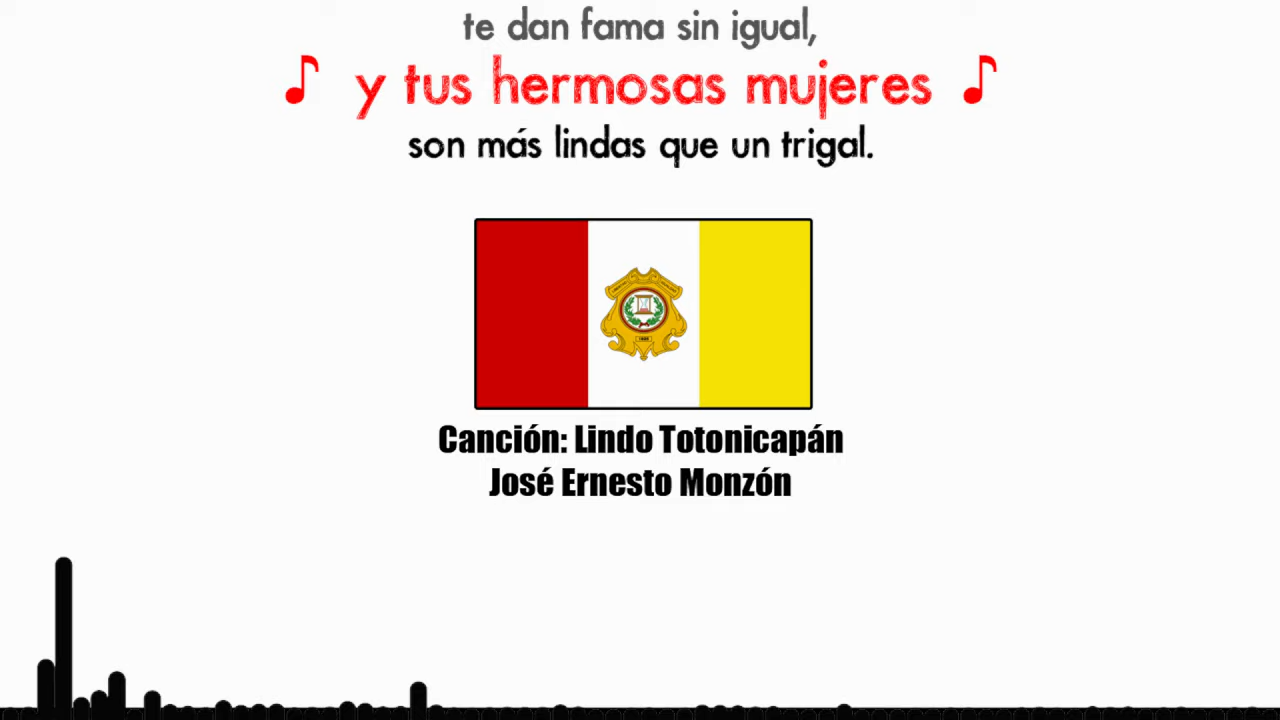 te dan fama sin igual,
y tus hermosas mujeres
son más lindas que un trigal.
Canción: Lindo Totonicapán
José Ernesto Monzón